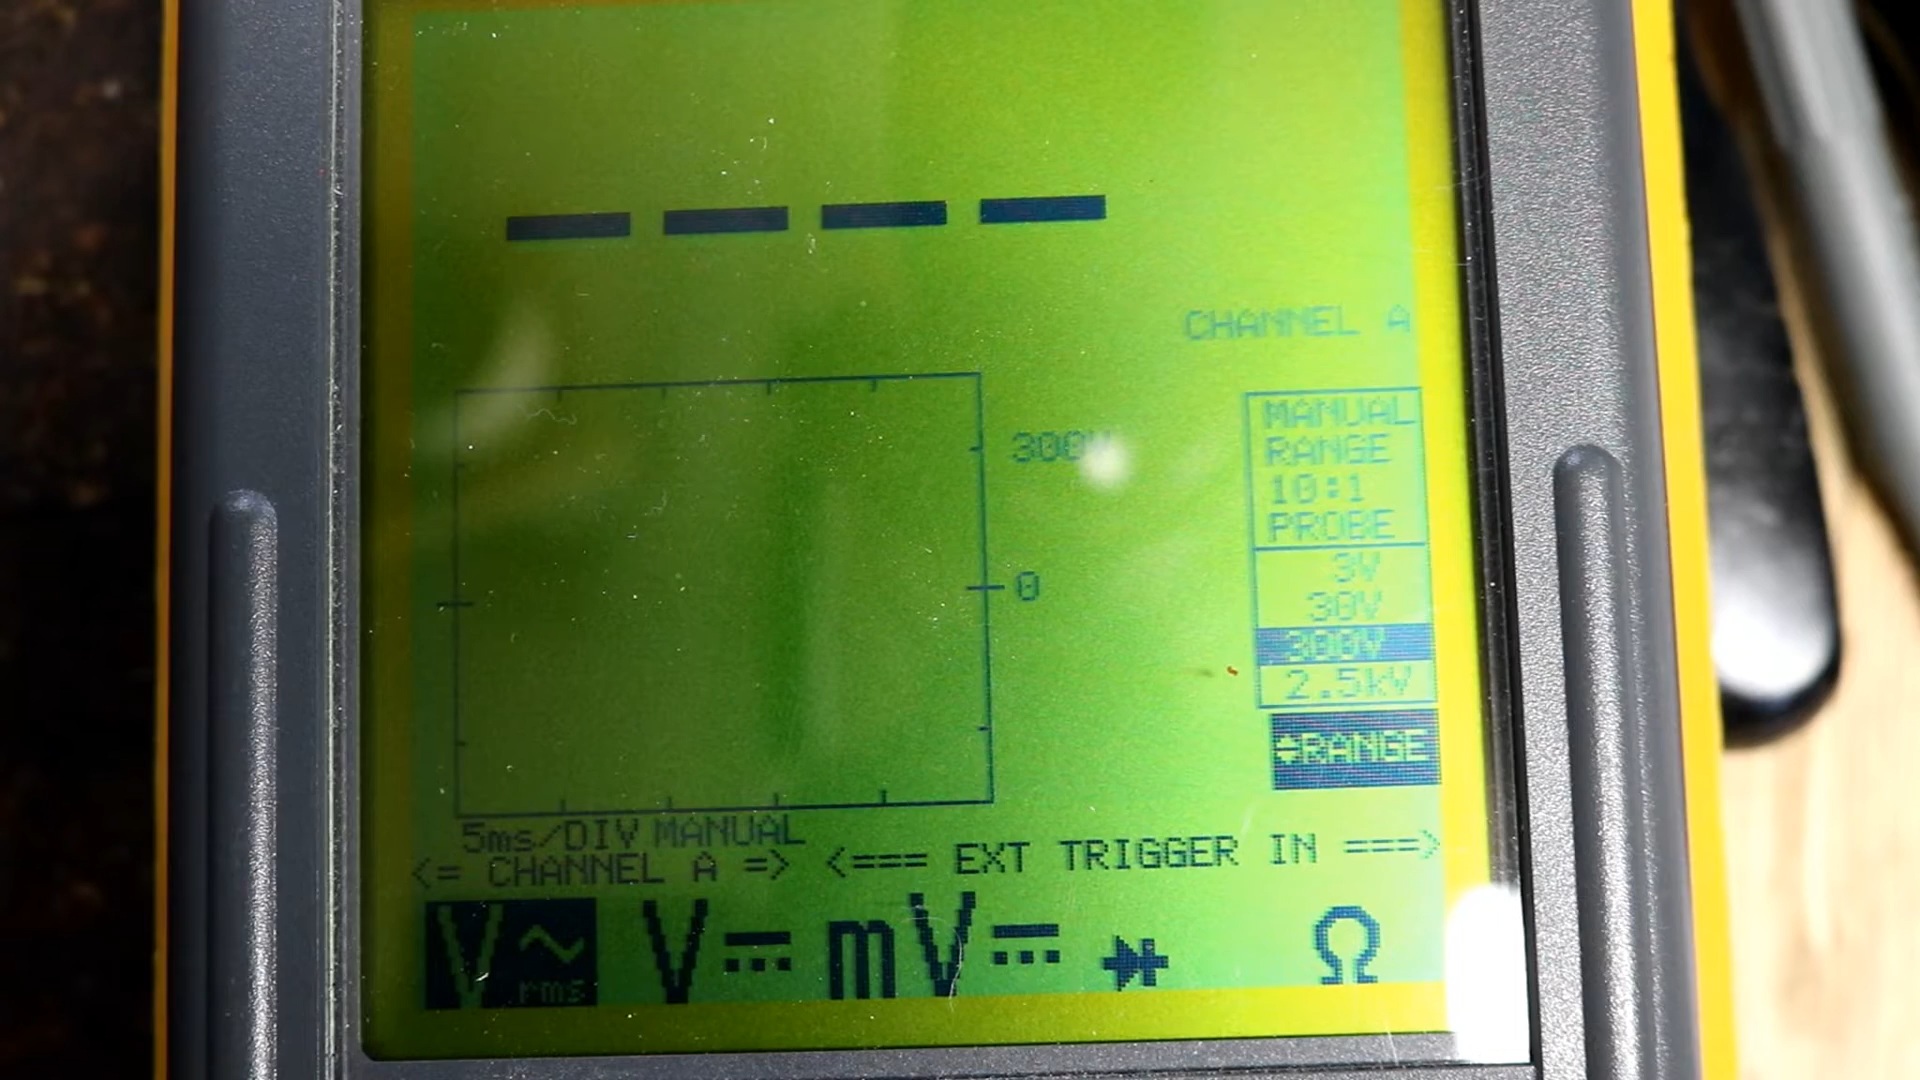 ----
CHANNEL A
300V
0
MANUAL
RANGE
10:1
PROBE
3V
30V
300V
2.5kV
RANGE
5ms/DIV MANUAL
<= CHANNEL A => <=== EXT TRIGGER IN ===>
V rms
V
mV
Ω